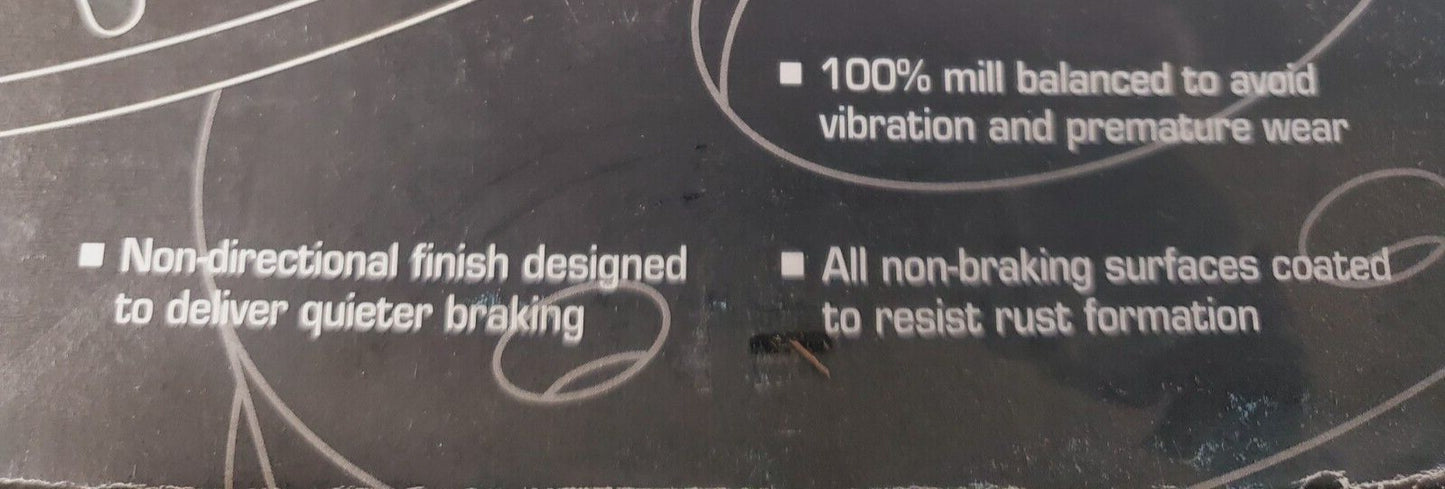 ■ 100% mill balanced to avoid
vibration and premature wear
■ Non-directional finish designed
to deliver quieter braking
■ All non-braking surfaces coated
to resist rust formation